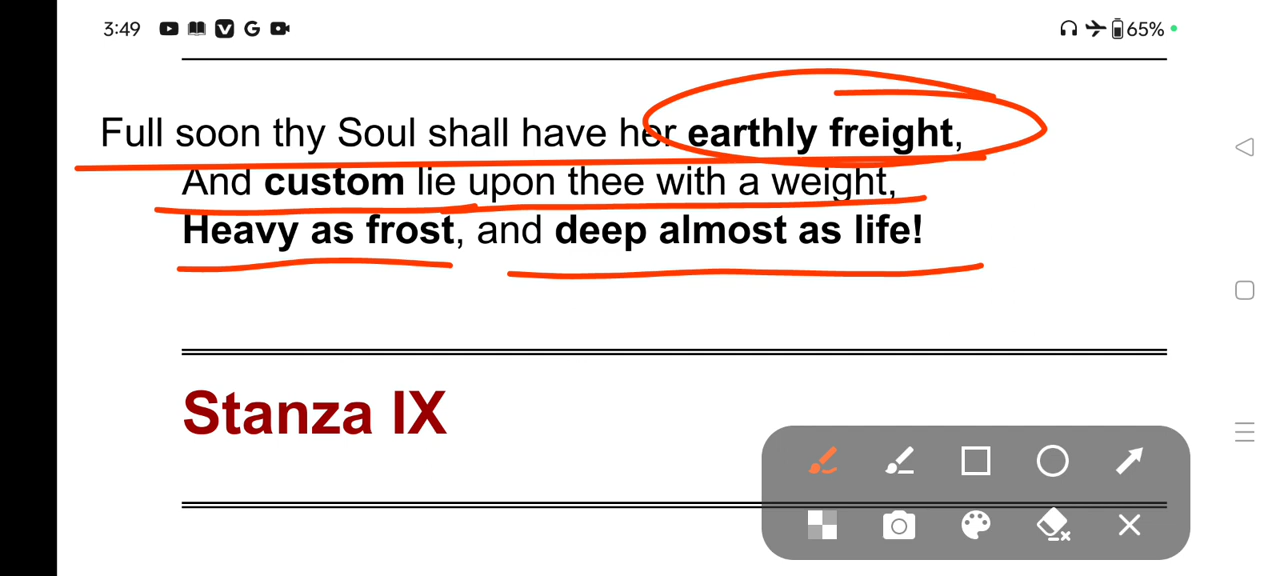 3:49 65%
Full soon thy Soul shall have her earthly freight,
And custom lie upon thee with a weight,
Heavy as frost, and deep almost as life!
Stanza IX